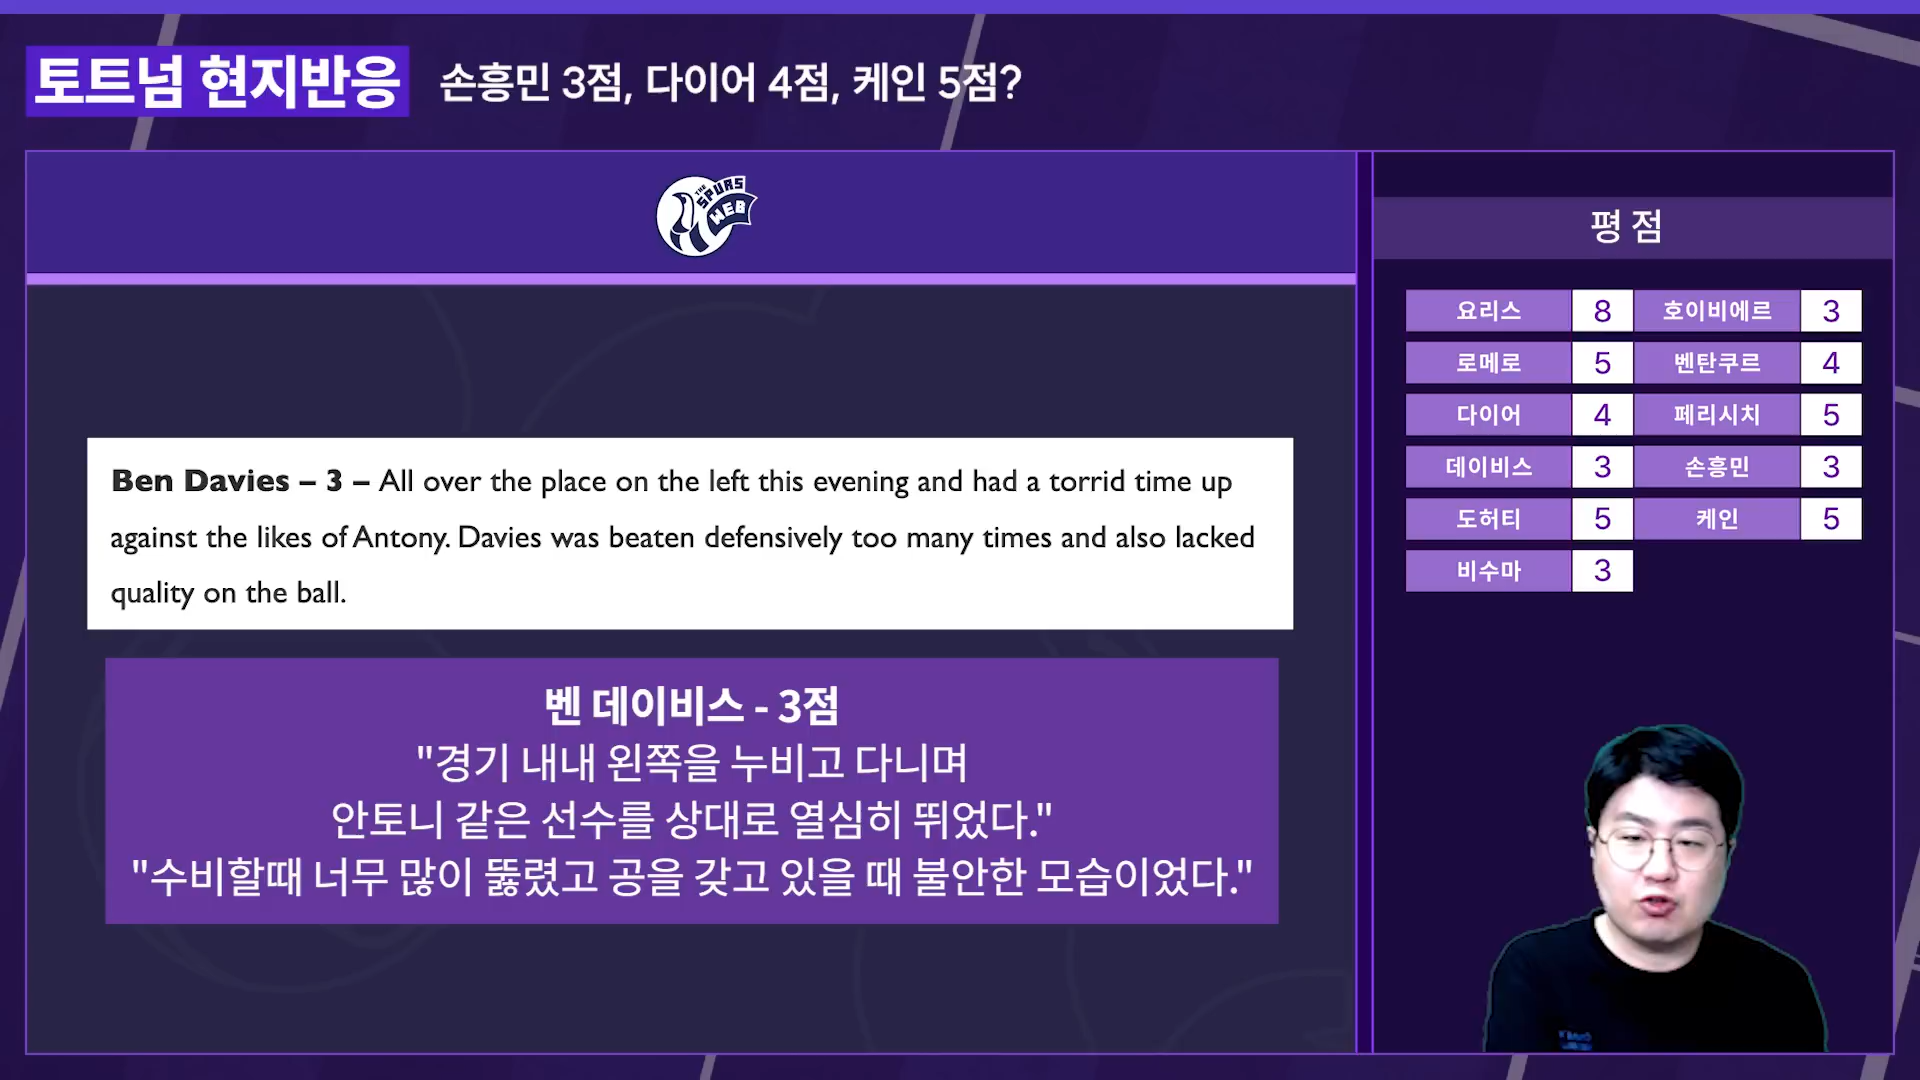 토트넘 현지반응
손흥민 3점, 다이어 4점, 케인 5점?
THE SPURS WEB
Ben Davies – 3 – All over the place on the left this evening and had a torrid time up
against the likes of Antony. Davies was beaten defensively too many times and also lacked
quality on the ball.
벤 데이비스 - 3점
"경기 내내 왼쪽을 누비고 다니며
안토니 같은 선수를 상대로 열심히 뛰었다."
"수비할때 너무 많이 뚫렸고 공을 갖고 있을 때 불안한 모습이었다."
평 점
요리스 8 호이비에르 3
로메로 5 벤탄쿠르 4
다이어 4 페리시치 5
데이비스 3 손흥민 3
도허티 5 케인 5
비수마 3